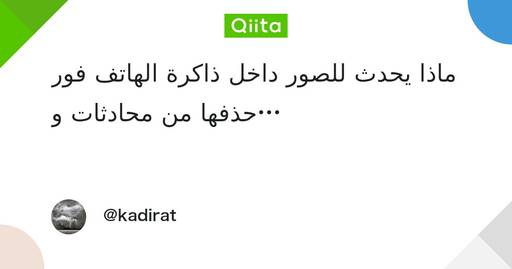 Qiita
ماذا يحدث للصور داخل ذاكرة الهاتف فور
حذفها من محادثات و…
@kadirat